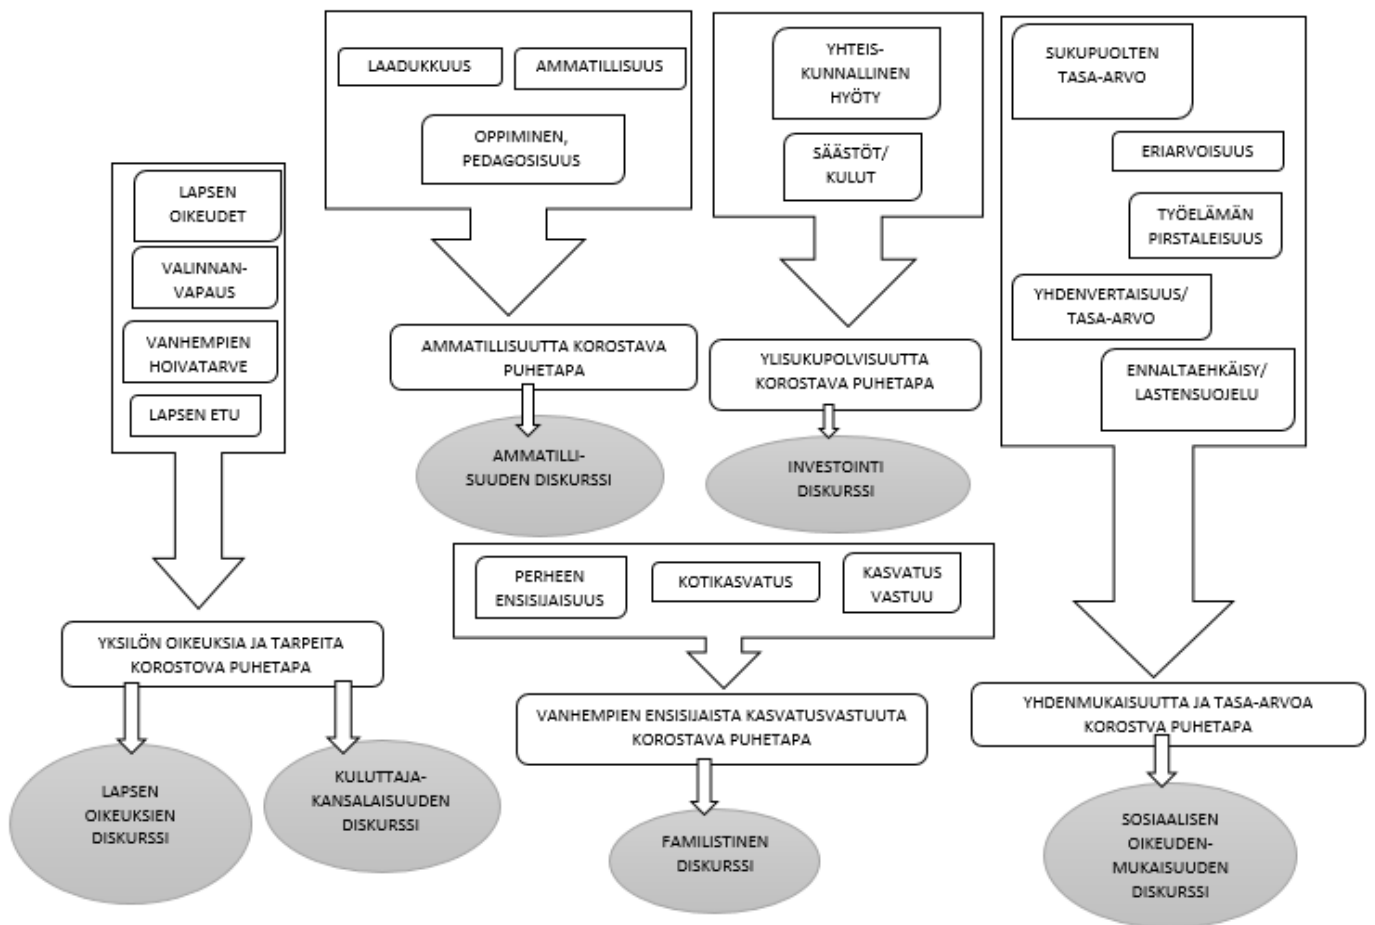 LAPSEN
OIKEUDET
VALINNAN-
VAPAUS
VANHEMPIEN
HOIVATARVE
LAPSEN ETU
YKSILÖN OIKEUKSIA JA TARPEITA
KOROSTOVA PUHETAPA
LAPSEN
OIKEUKSIEN
DISKURSSI
KULUTTAJA-
KANSALAISUUDEN
DISKURSSI
LAADUKKUUS
AMMATILLISUUS
OPPIMINEN,
PEDAGOSISUUS
AMMATILLISUUTTA KOROSTAVA
PUHETAPA
AMMATILLI-
SUUDEN DISKURSSI
YHTEIS-
KUNNALLINEN
HYÖTY
SÄÄSTÖT/
KULUT
YLISUKUPOLVISUUTTA
KOROSTAVA PUHETAPA
INVESTOINTI
DISKURSSI
PERHEEN
ENSISIJAISUUS
KOTIKASVATUS
KASVATUS
VASTUU
VANHEMPIEN ENSISIJAISTA KASVATUSVASTUUTA
KOROSTAVA PUHETAPA
FAMILISTINEN
DISKURSSI
SUKUPUOLTEN
TASA-ARVO
ERIARVOISUUS
TYÖELÄMÄN
PIRSTALEISUUS
YHDENVERTAISUUS/
TASA-ARVO
ENNALTAEHKÄISY/
LASTENSUOJELU
YHDENMUKAISUUTTA JA TASA-ARVOA
KOROSTVA PUHETAPA
SOSIAALISEN
OIKEUDEN-
MUKAISUUDEN
DISKURSSI